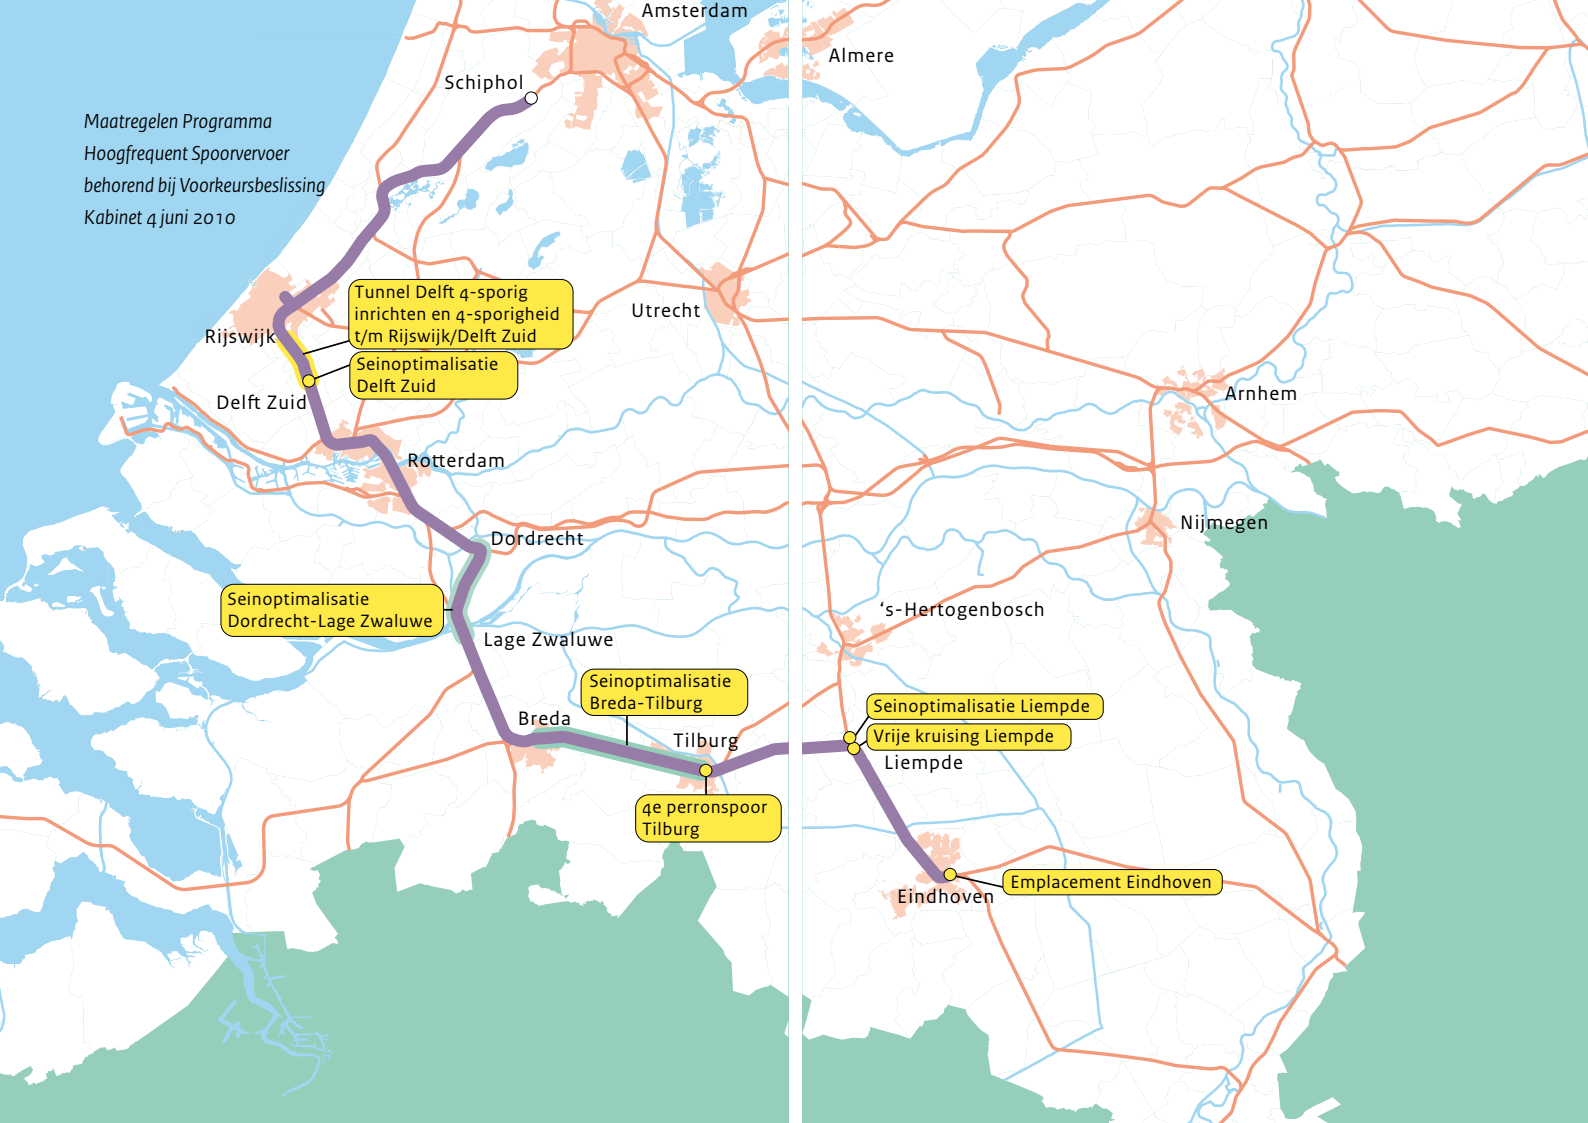 Amsterdam
Almere
Schiphol
Maatregelen Programma
Hoogfrequent Spoorvervoer
behorend bij Voorkeursbeslissing
Kabinet 4 juni 2010
Tunnel Delft 4-sporig
inrichten en 4-sporigheid
t/m Rijswijk/Delft Zuid
Utrecht
Rijswijk
Seinoptimalisatie
Delft Zuid
Delft Zuid
Arnhem
Rotterdam
Nijmegen
Dordrecht
Seinoptimalisatie
Dordrecht-Lage Zwaluwe
‘s-Hertogenbosch
Lage Zwaluwe
Seinoptimalisatie
Breda-Tilburg
Seinoptimalisatie Liempde
Breda
Vrije kruising Liempde
Tilburg
Liempde
4e perronspoor
Tilburg
Emplacement Eindhoven
Eindhoven